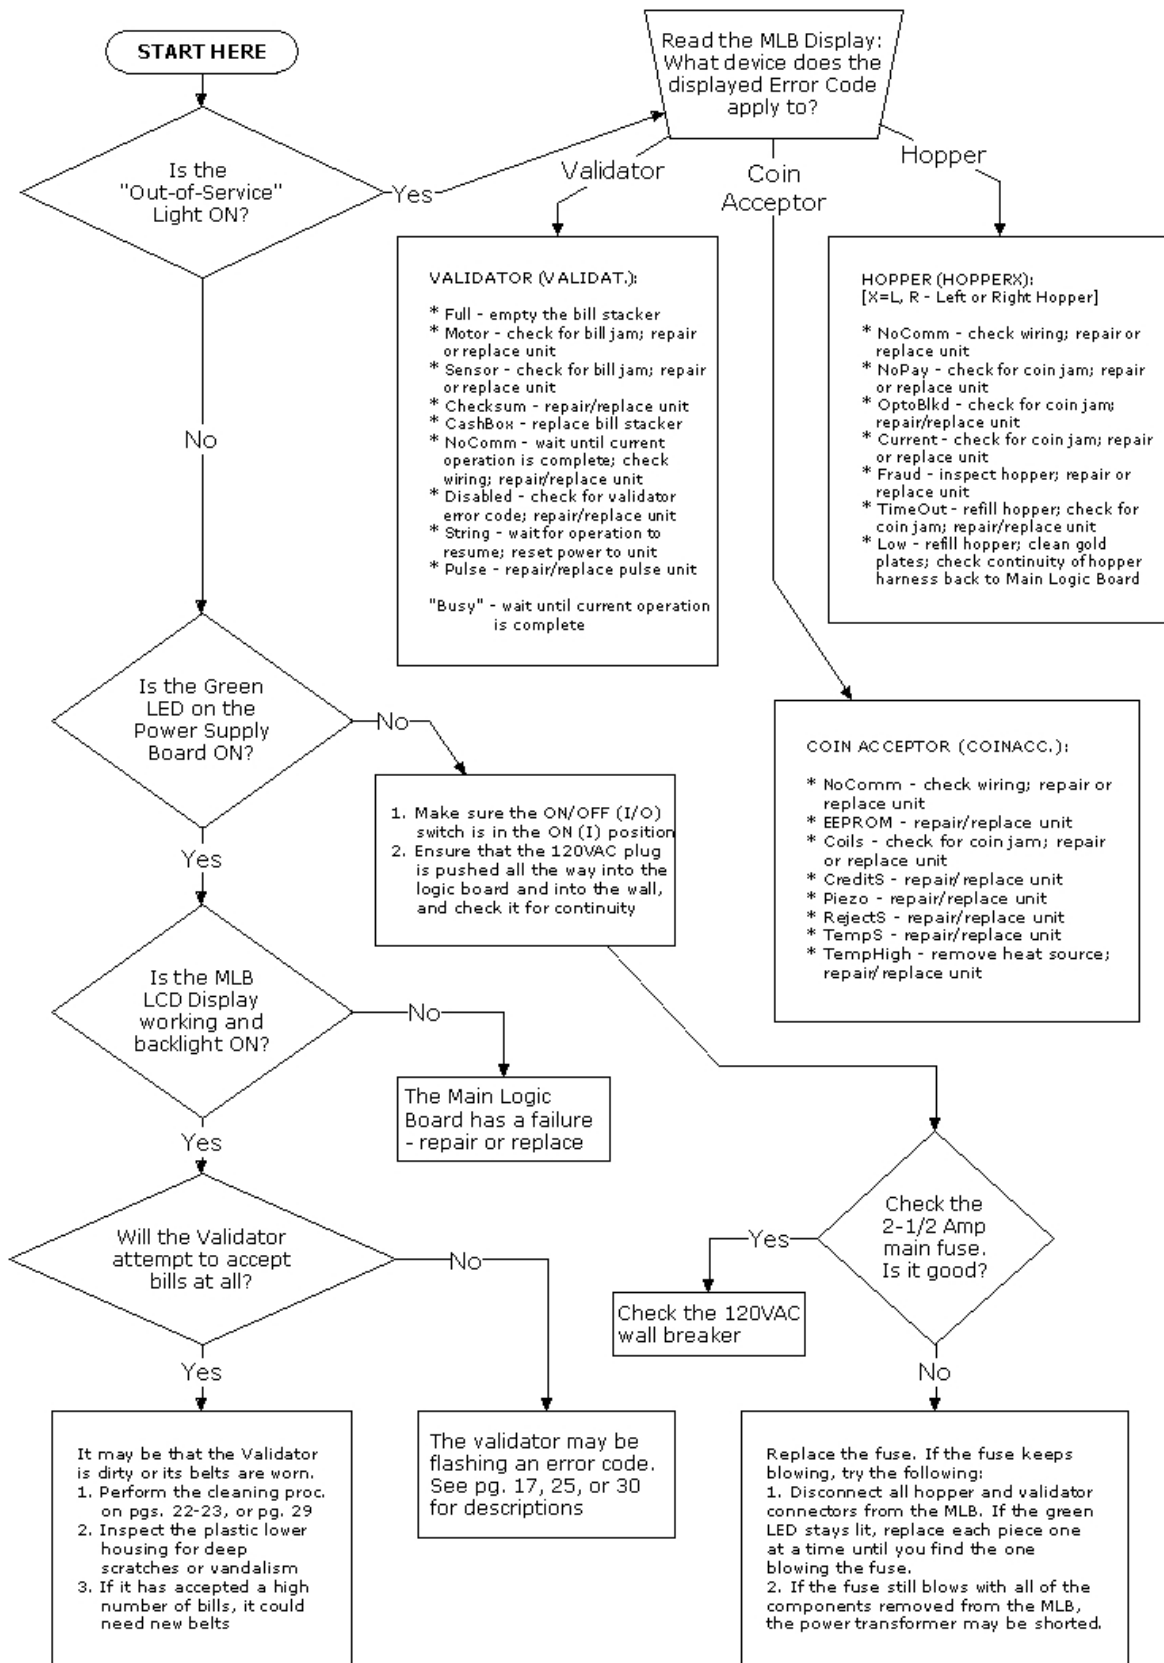 START HERE
Is the
"Out-of-Service"
Light ON?
Yes
No
Read the MLB Display:
What device does the
displayed Error Code
apply to?
Validator
Coin
Acceptor
Hopper
VALIDATOR (VALIDAT.):
* Full - empty the bill stacker
* Motor - check for bill jam; repair
or replace unit
* Sensor - check for bill jam; repair
or replace unit
* Checksum - repair/replace unit
* CashBox - replace bill stacker
* NoComm - wait until current
operation is complete; check
wiring; repair/replace unit
* Disabled - check for validator
error code; repair/replace unit
* String - wait for operation to
resume; reset power to unit
* Pulse - repair/replace pulse unit
"Busy" - wait until current operation
is complete
HOPPER (HOPPERX):
[X=L, R - Left or Right Hopper]
* NoComm - check wiring; repair or
replace unit
* NoPay - check for coin jam; repair
or replace unit
* OptoBlkd - check for coin jam;
repair/replace unit
* Current - check for coin jam; repair
or replace unit
* Fraud - inspect hopper; repair or
replace unit
* TimeOut - refill hopper; check for
coin jam; repair/replace unit
* Low - refill hopper; clean gold
plates; check continuity of hopper
harness back to Main Logic Board
COIN ACCEPTOR (COINACC.):
* NoComm - check wiring; repair or
replace unit
* EEPROM - repair/replace unit
* Coils - check for coin jam; repair
or replace unit
* CreditS - repair/replace unit
* Piezo - repair/replace unit
* RejectS - repair/replace unit
* TempS - repair/replace unit
* TempHigh - remove heat source;
repair/replace unit
Is the Green
LED on the
Power Supply
Board ON?
No
Yes
1. Make sure the ON/OFF (I/O)
switch is in the ON (I) position
2. Ensure that the 120VAC plug
is pushed all the way into the
logic board and into the wall,
and check it for continuity
Is the MLB
LCD Display
working and
backlight ON?
No
Yes
The Main Logic
Board has a failure
- repair or replace
Will the Validator
attempt to accept
bills at all?
No
Yes
Check the
2-1/2 Amp
main fuse.
Is it good?
Yes
No
Check the 120VAC
wall breaker
It may be that the Validator
is dirty or its belts are worn.
1. Perform the cleaning proc.
on pgs. 22-23, or pg. 29
2. Inspect the plastic lower
housing for deep
scratches or vandalism
3. If it has accepted a high
number of bills, it could
need new belts
The validator may be
flashing an error code.
See pg. 17, 25, or 30
for descriptions
Replace the fuse. If the fuse keeps
blowing, try the following:
1. Disconnect all hopper and validator
connectors from the MLB. If the green
LED stays lit, replace each piece one
at a time until you find the one
blowing the fuse.
2. If the fuse still blows with all of the
components removed from the MLB,
the power transformer may be shorted.